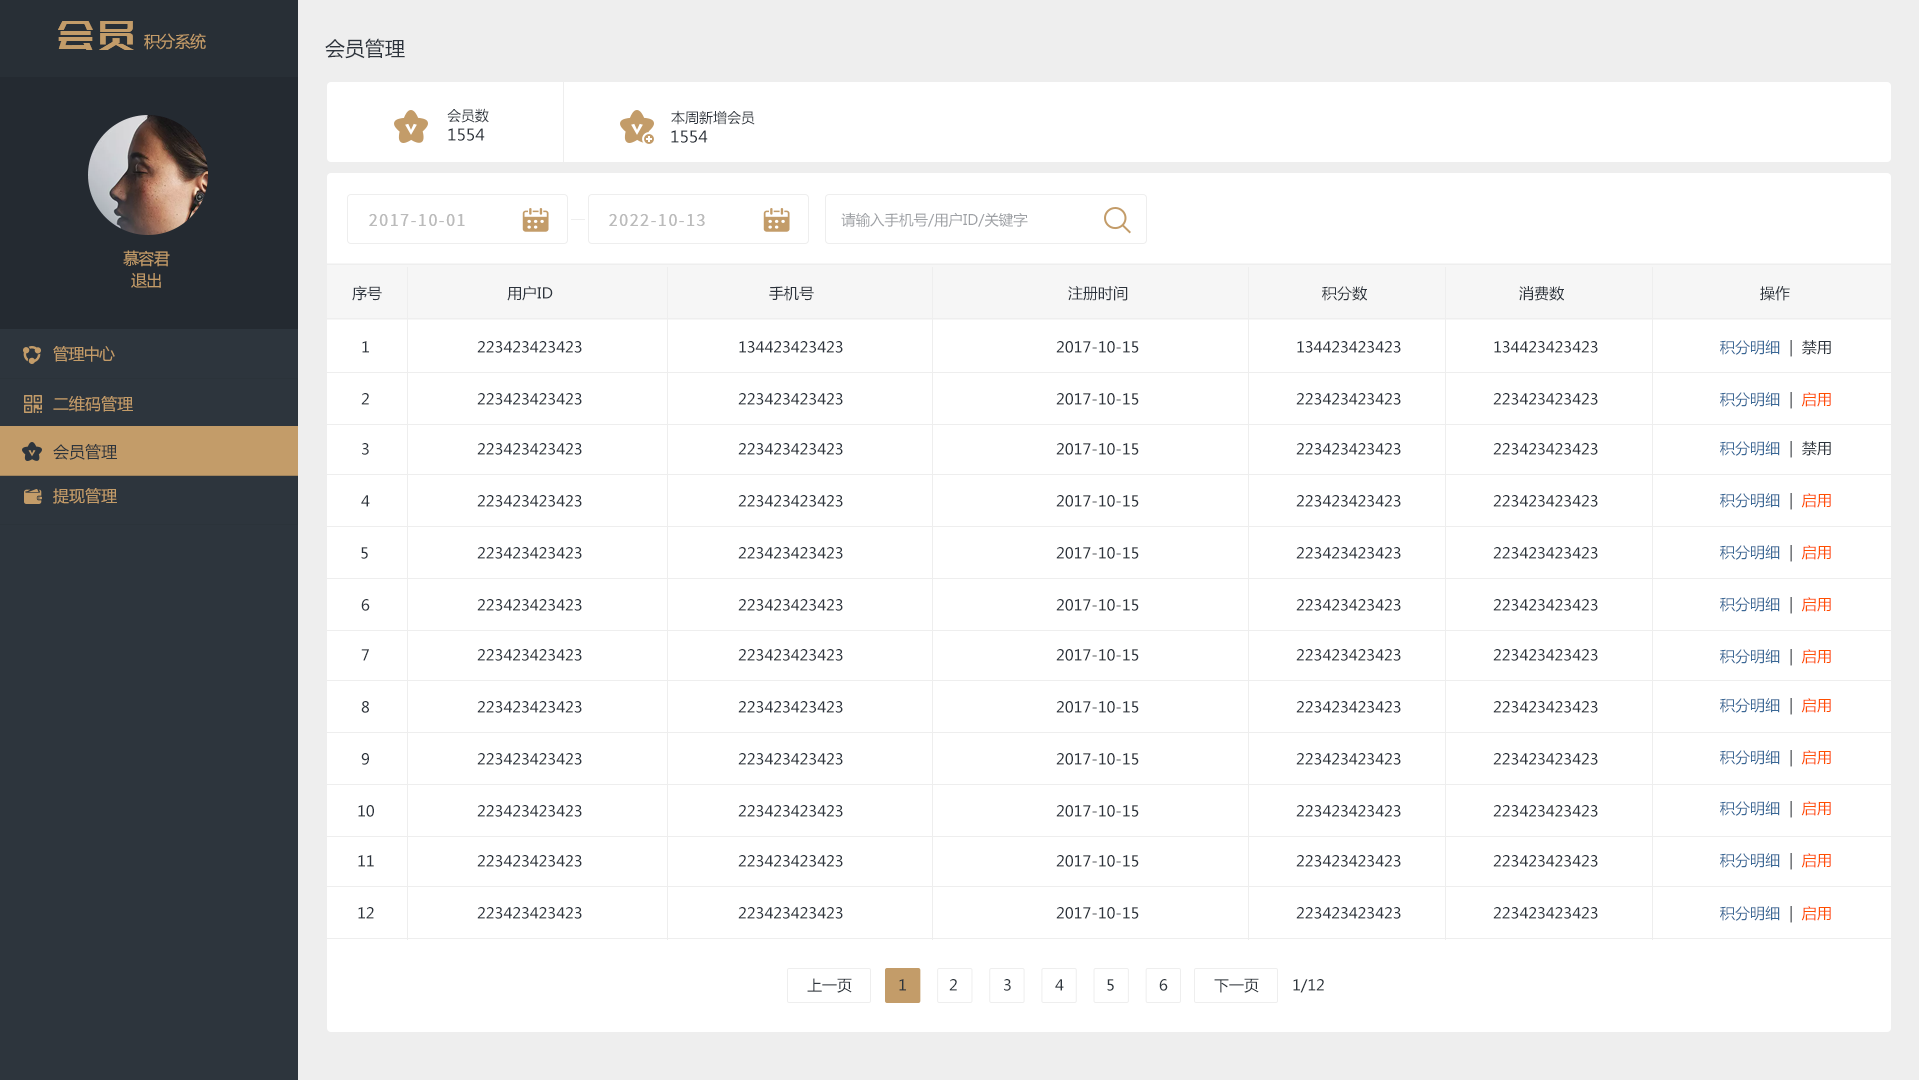 会员 积分系统
慕容君
退出
管理中心
二维码管理
会员管理
提现管理
会员管理
会员数
1554
本周新增会员
1554
2017-10-01 2022-10-13 请输入手机号/用户ID/关键字
序号 用户ID 手机号 注册时间 积分数 消费数 操作
1 223423423423 134423423423 2017-10-15 134423423423 134423423423 积分明细 | 禁用
2 223423423423 223423423423 2017-10-15 223423423423 223423423423 积分明细 | 启用
3 223423423423 223423423423 2017-10-15 223423423423 223423423423 积分明细 | 禁用
4 223423423423 223423423423 2017-10-15 223423423423 223423423423 积分明细 | 启用
5 223423423423 223423423423 2017-10-15 223423423423 223423423423 积分明细 | 启用
6 223423423423 223423423423 2017-10-15 223423423423 223423423423 积分明细 | 启用
7 223423423423 223423423423 2017-10-15 223423423423 223423423423 积分明细 | 启用
8 223423423423 223423423423 2017-10-15 223423423423 223423423423 积分明细 | 启用
9 223423423423 223423423423 2017-10-15 223423423423 223423423423 积分明细 | 启用
10 223423423423 223423423423 2017-10-15 223423423423 223423423423 积分明细 | 启用
11 223423423423 223423423423 2017-10-15 223423423423 223423423423 积分明细 | 启用
12 223423423423 223423423423 2017-10-15 223423423423 223423423423 积分明细 | 启用
上一页 1 2 3 4 5 6 下一页 1/12